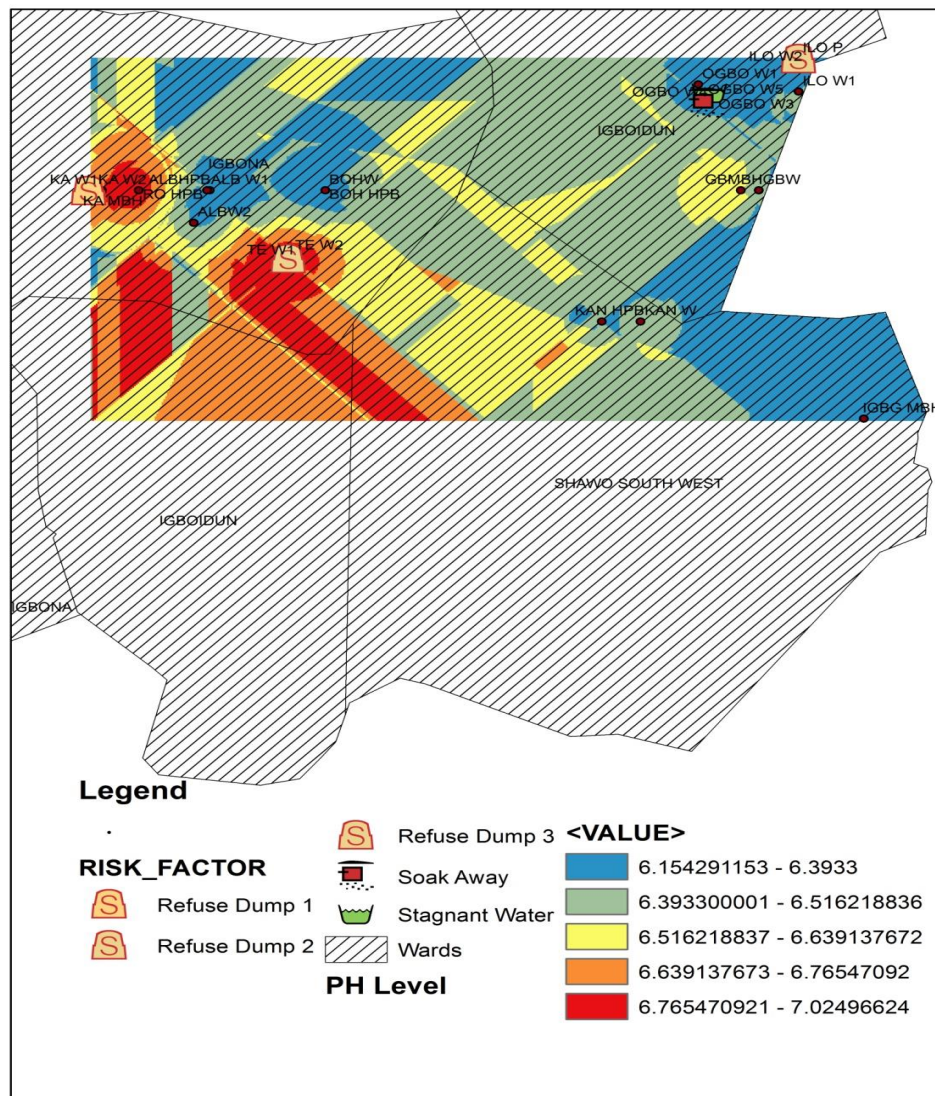 ILO P
ILO W2
OGBO W1
ILO W1
OGBO W5
OGBO W3
IGBOIDUN
IGBONA
KA W1
KA W2
ALBHPB
ALB W1
BOHW
GBMBH
GBW
KA MBH
RO HPB
BOH HPB
ALBW2
TE W1
TE W2
KAN HPB
KAN W
IGBG MBH
SHAWO SOUTH WEST
IGBOIDUN
IGBONA
Legend
RISK_FACTOR
Refuse Dump 1
Refuse Dump 2
Refuse Dump 3
Soak Away
Stagnant Water
Wards
PH Level
<VALUE>
6.154291153 - 6.3933
6.393300001 - 6.516218836
6.516218837 - 6.639137672
6.639137673 - 6.76547092
6.765470921 - 7.02496624